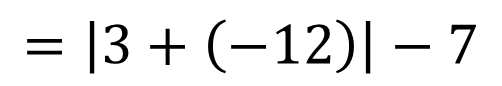 = |3 + (−12)| − 7